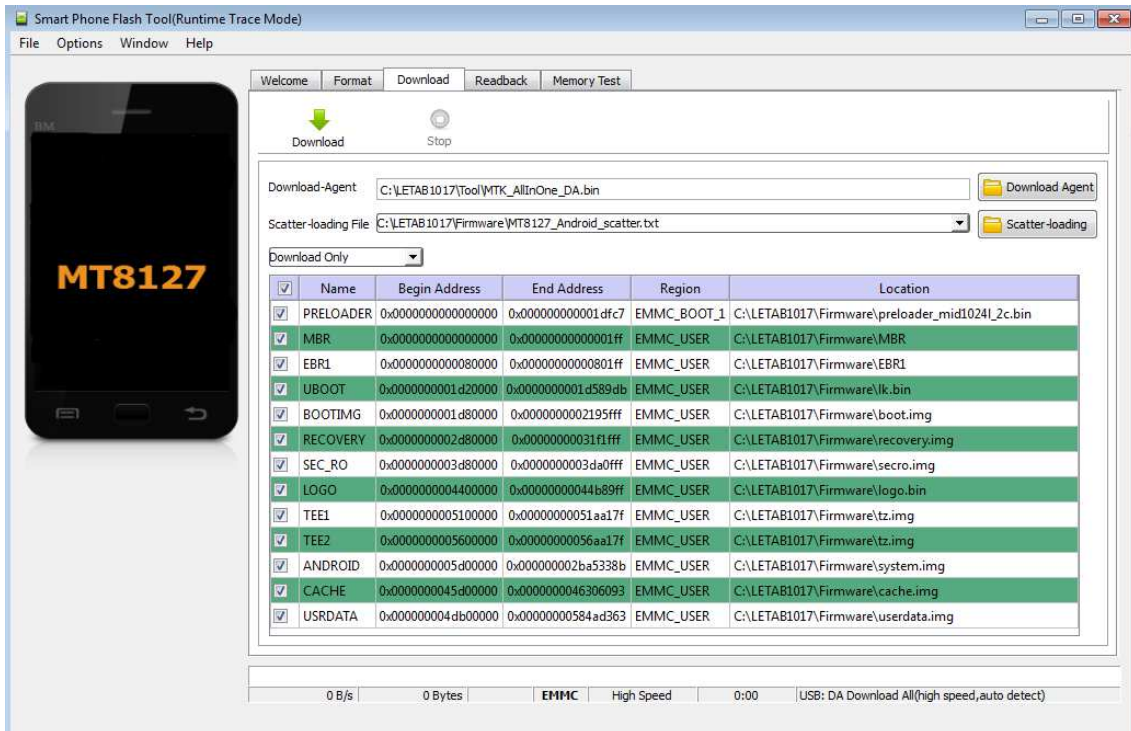 Smart Phone Flash Tool(Runtime Trace Mode)
File Options Window Help
Welcome Format Download Readback Memory Test
BM
Download Stop
Download-Agent C:\LETAB1017\Tool\MTK_AllInOne_DA.bin Download Agent
Scatter-loading File C:\LETAB1017\Firmware\MT8127_Android_scatter.txt Scatter-loading
Download Only
MT8127
Name Begin Address End Address Region Location
PRELOADER 0x0000000000000000 0x000000000001dfc7 EMMC_BOOT_1 C:\LETAB1017\Firmware\preloader_mid1024l_2c.bin
MBR 0x0000000000000000 0x00000000000001ff EMMC_USER C:\LETAB1017\Firmware\MBR
EBR1 0x0000000000080000 0x00000000000801ff EMMC_USER C:\LETAB1017\Firmware\EBR1
UBOOT 0x0000000001d20000 0x0000000001d589db EMMC_USER C:\LETAB1017\Firmware\lk.bin
BOOTIMG 0x0000000001d80000 0x0000000002195fff EMMC_USER C:\LETAB1017\Firmware\boot.img
RECOVERY 0x0000000002d80000 0x00000000031f1fff EMMC_USER C:\LETAB1017\Firmware\recovery.img
SEC_RO 0x0000000003d80000 0x0000000003da0fff EMMC_USER C:\LETAB1017\Firmware\secro.img
LOGO 0x0000000004400000 0x00000000044b89ff EMMC_USER C:\LETAB1017\Firmware\logo.bin
TEE1 0x0000000005100000 0x00000000051aa17f EMMC_USER C:\LETAB1017\Firmware\tz.img
TEE2 0x0000000005600000 0x00000000056aa17f EMMC_USER C:\LETAB1017\Firmware\tz.img
ANDROID 0x0000000005d00000 0x000000002ba5338b EMMC_USER C:\LETAB1017\Firmware\system.img
CACHE 0x0000000045d00000 0x0000000046306093 EMMC_USER C:\LETAB1017\Firmware\cache.img
USRDATA 0x000000004db00000 0x00000000584ad363 EMMC_USER C:\LETAB1017\Firmware\userdata.img
0 B/s 0 Bytes EMMC High Speed 0:00 USB: DA Download All(high speed,auto detect)